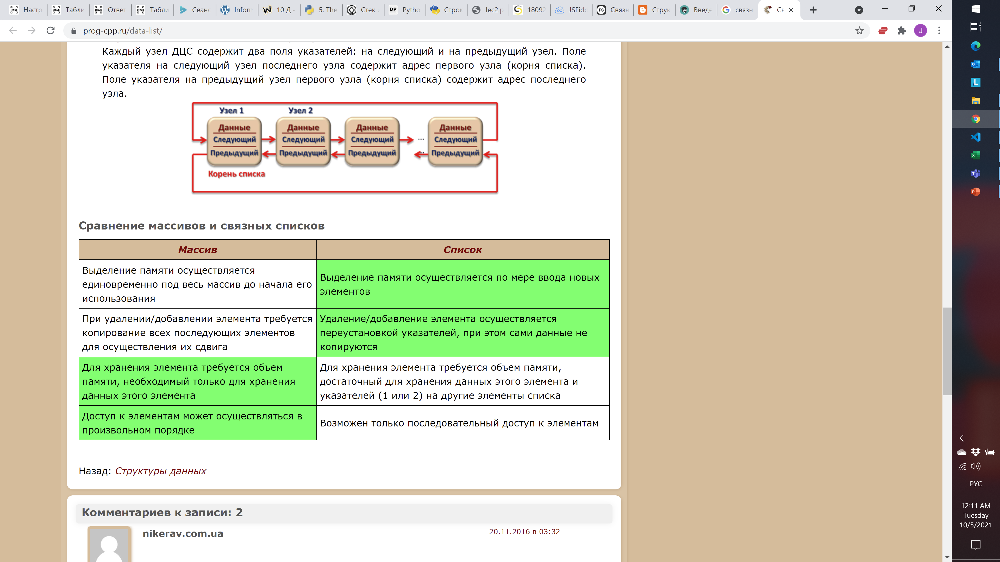 Настр
Табли
Ответ
Табли
Сеанс
Inform
10 Д -
5. The
Стек и
Pytho
Строк
lec2.p
18092
JSFidd
Связн
Струк
Введе
связн
Св
prog-cpp.ru/data-list/
Каждый узел ДЦС содержит два поля указателей: на следующий и на предыдущий узел. Поле
указателя на следующий узел последнего узла содержит адрес первого узла (корня списка).
Поле указателя на предыдущий узел первого узла (корня списка) содержит адрес последнего
узла.
Узел 1 Узел 2
Данные Данные Данные Данные
Следующий Следующий Следующий ... Следующий
Предыдущий Предыдущий Предыдущий Предыдущий
Корень списка
Сравнение массивов и связных списков
Массив
Список
Выделение памяти осуществляется
единовременно под весь массив до начала его
использования
Выделение памяти осуществляется по мере ввода новых
элементов
При удалении/добавлении элемента требуется
копирование всех последующих элементов
для осуществления их сдвига
Удаление/добавление элемента осуществляется
переустановкой указателей, при этом сами данные не
копируются
Для хранения элемента требуется объем
памяти, необходимый только для хранения
данных этого элемента
Для хранения элемента требуется объем памяти,
достаточный для хранения данных этого элемента и
указателей (1 или 2) на другие элементы списка
Доступ к элементам может осуществляться в
произвольном порядке
Возможен только последовательный доступ к элементам
Назад: Структуры данных
Комментариев к записи: 2
nikerav.com.ua
20.11.2016 в 03:32
РУС
12:11 AM
Tuesday
10/5/2021